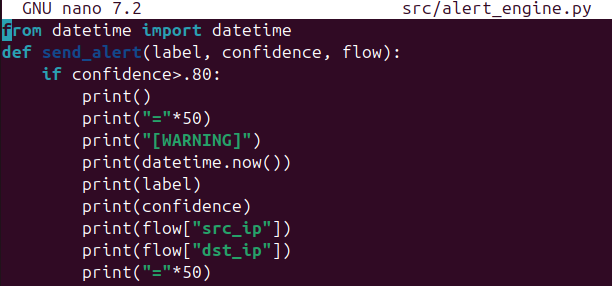 GNU nano 7.2 src/alert_engine.py
from datetime import datetime
def send_alert(label, confidence, flow):
    if confidence>.80:
        print()
        print("="*50)
        print("[WARNING]")
        print(datetime.now())
        print(label)
        print(confidence)
        print(flow["src_ip"])
        print(flow["dst_ip"])
        print("="*50)